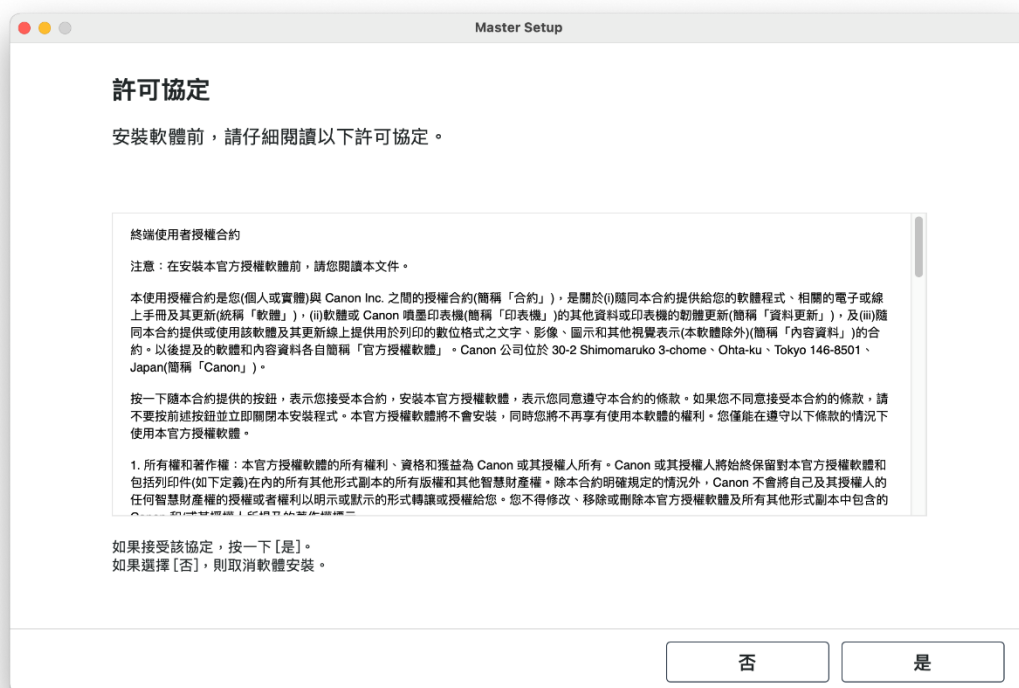 Master Setup
許可協定
安裝軟體前，請仔細閱讀以下許可協定。
終端使用者授權合約
注意：在安裝本官方授權軟體前，請您閱讀本文件。
本使用授權合約是您(個人或實體)與 Canon Inc. 之間的授權合約(簡稱「合約」)，是關於(i)隨同本合約提供給您的軟體程式、相關的電子或線
上手冊及其更新(統稱「軟體」)，(ii)軟體或 Canon 噴墨印表機(簡稱「印表機」)的其他資料或印表機的韌體更新(簡稱「資料更新」)，及(iii)隨
同本合約提供或使用該軟體及其更新線上提供用於列印的數位格式之文字、影像、圖示和其他視覺表示(本軟體除外)(簡稱「內容資料」)的合
約。以後提及的軟體和內容資料各自簡稱「官方授權軟體」。Canon 公司位於 30-2 Shimomaruko 3-chome、Ohta-ku、Tokyo 146-8501、
Japan(簡稱「Canon」)。
按一下隨本合約提供的按鈕，表示您接受本合約，安裝本官方授權軟體，表示您同意遵守本合約的條款。如果您不同意接受本合約的條款，請
不要按前述按鈕並立即關閉本安裝程式。本官方授權軟體將不會安裝，同時您將不再享有使用本軟體的權利。您僅能在遵守以下條款的情況下
使用本官方授權軟體。
1. 所有權和著作權：本官方授權軟體的所有權利、資格和獲益為 Canon 或其授權人所有。Canon 或其授權人將始終保留對本官方授權軟體和
包括列印件(如下定義)在內的所有其他形式副本的所有版權和其他智慧財產權。除本合約明確規定的情況外，Canon 不會將自己及其授權人的
任何智慧財產權的授權或者權利以明示或默示的形式轉讓或授權給您。您不得修改、移除或刪除本官方授權軟體及所有其他形式副本中包含的
如果接受該協定，按一下 [是]。
如果選擇 [否]，則取消軟體安裝。
否
是